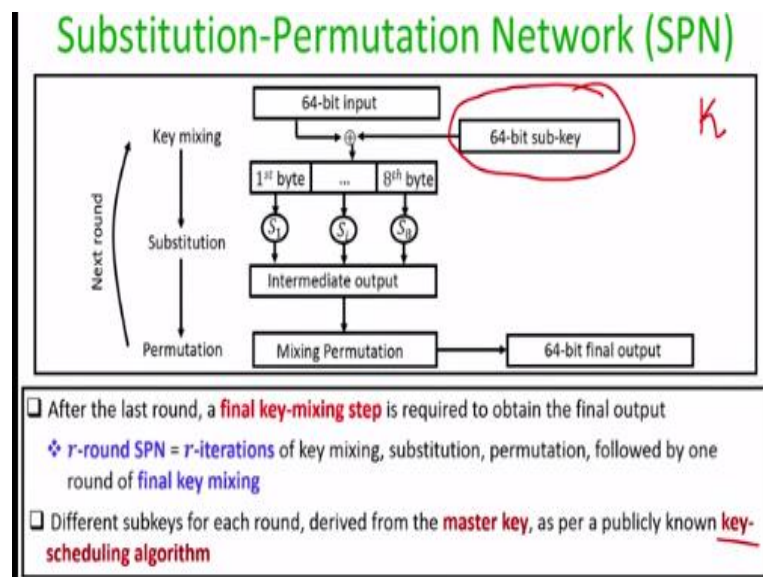 Substitution-Permutation Network (SPN)
64-bit input
K
Key mixing
⊕
64-bit sub-key
1st byte ... 8th byte
Next round
S1 Si S8
Substitution
Intermediate output
Permutation
Mixing Permutation
64-bit final output
❑ After the last round, a final key-mixing step is required to obtain the final output
❖ r-round SPN = r-iterations of key mixing, substitution, permutation, followed by one
round of final key mixing
❑ Different subkeys for each round, derived from the master key, as per a publicly known key-
scheduling algorithm